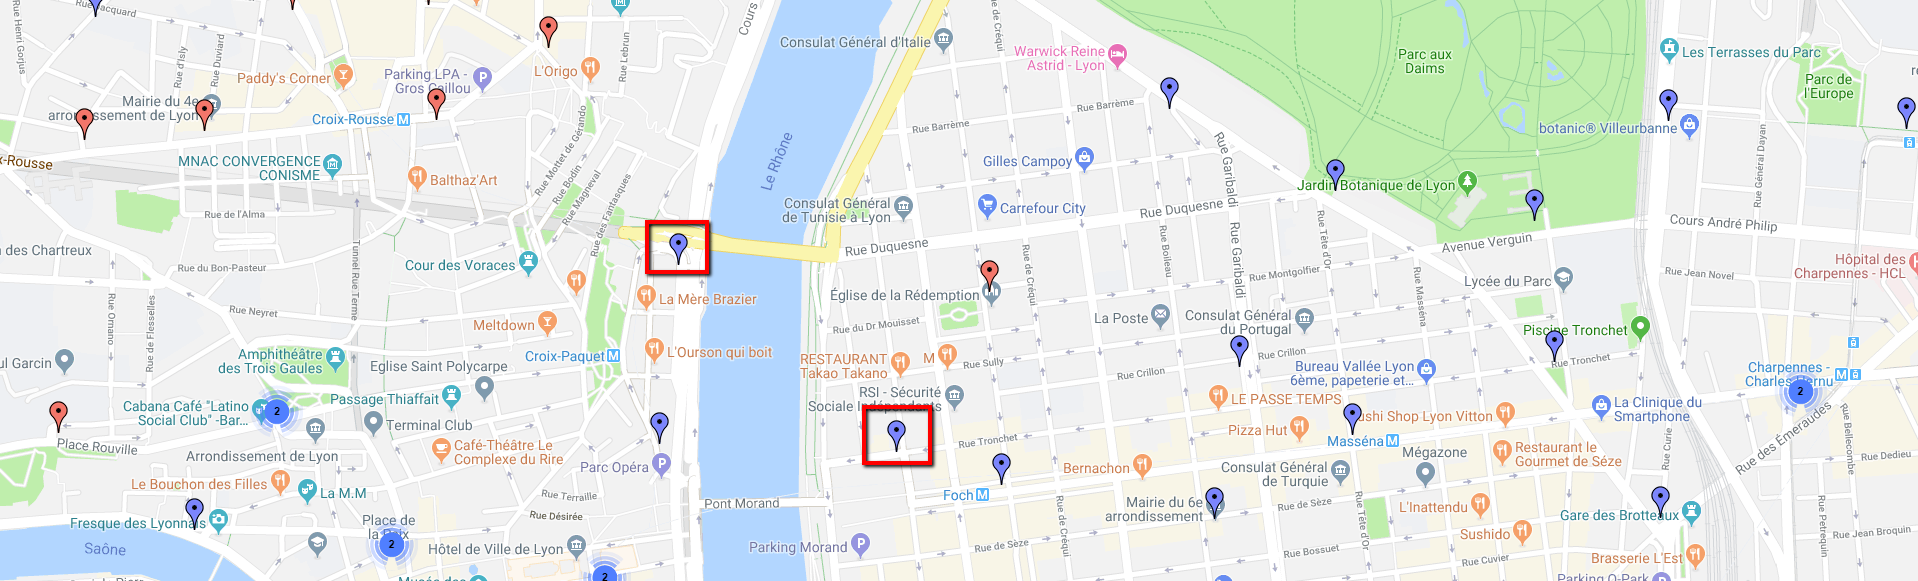 Rue Jacquard
Rue Henri Gorjus
Rue d'Isly
Rue Duviard
Paddy's Corner
Parking LPA -
Gros Caillou
L'Origo
Rue Lebrun
Cours
Consulat Général d'Italie
Rue de Créqui
Warwick Reine
Astrid - Lyon
Parc aux
Daims
Les Terrasses du Parc
Parc de
l'Europe
Mairie du 4e
arrondissement de Lyon
Croix-Rousse
Rue Mottet de Gérando
Rue Bodin
Rue Magneval
Rue des Fantasques
Le Rhône
Rue Barrème
Rue Barrème
botanic® Villeurbanne
Rue Général Dayan
x-Rousse
MNAC CONVERGENCE
CONISME
Balthaz'Art
Gilles Campoy
Rue Garibaldi
Jardin Botanique de Lyon
Rue de l'Alma
Consulat Général
de Tunisie à Lyon
Carrefour City
Rue Duquesne
Rue Garibaldi
Rue Tête d'Or
Cours André Philip
n des Chartreux
Rue du Bon-Pasteur
Tunnel Rue Terme
Cour des Voraces
Rue Duquesne
Rue de Créqui
Rue Boileau
Avenue Verguin
Rue Montgolfier
Rue Masséna
Lycée du Parc
Rue Jean Novel
Hôpital des
Charpennes - HCL
Rue Ornano
Rue de Flesselles
Rue Neyret
La Mère Brazier
Église de la Rédemption
Meltdown
Rue du Dr Mouisset
La Poste
Consulat Général
du Portugal
Piscine Tronchet
ul Garcin
Amphithéâtre
des Trois Gaules
Eglise Saint Polycarpe
Croix-Paquet
L'Ourson qui boit
RESTAURANT
Takao Takano
M
Rue Sully
Rue Crillon
Rue Crillon
Bureau Vallée Lyon
6ème, papeterie et...
Rue Tronchet
Charpennes -
Charles Hernu
Passage Thiaffait
RSI - Sécurité
Sociale Indépendants
LE PASSE TEMPS
Cabana Café "Latino
Social Club" -Bar...
2
Terminal Club
2
Sushi Shop Lyon Vitton
La Clinique du
Smartphone
Place Rouville
Café-Théâtre Le
Complexe du Rire
Rue Tronchet
Pizza Hut
Masséna
Arrondissement de Lyon
Parc Opéra
Bernachon
Consulat Général
de Turquie
Mégazone
Restaurant le
Gourmet de Sèze
Rue Curie
Rue des Émeraudes
Rue Bellecombe
Rue Dedieu
Le Bouchon des Filles
La M.M
Rue Terraille
Rue Désirée
Pont Morand
Foch
Rue de Créqui
Mairie du 6e
arrondissement
Rue de Sèze
Rue Tête d'Or
L'Inattendu
Gare des Brotteaux
Fresque des Lyonnais
Place de
la Paix
2
Saône
Hôtel de Ville de Lyon
Parking Morand
Rue de Sèze
Rue Bossuet
Sushido
Rue Cuvier
Brasserie L'Est
Rue Petrequin
Rue Jean Broquin
Musée des
2
Parking Q-Park